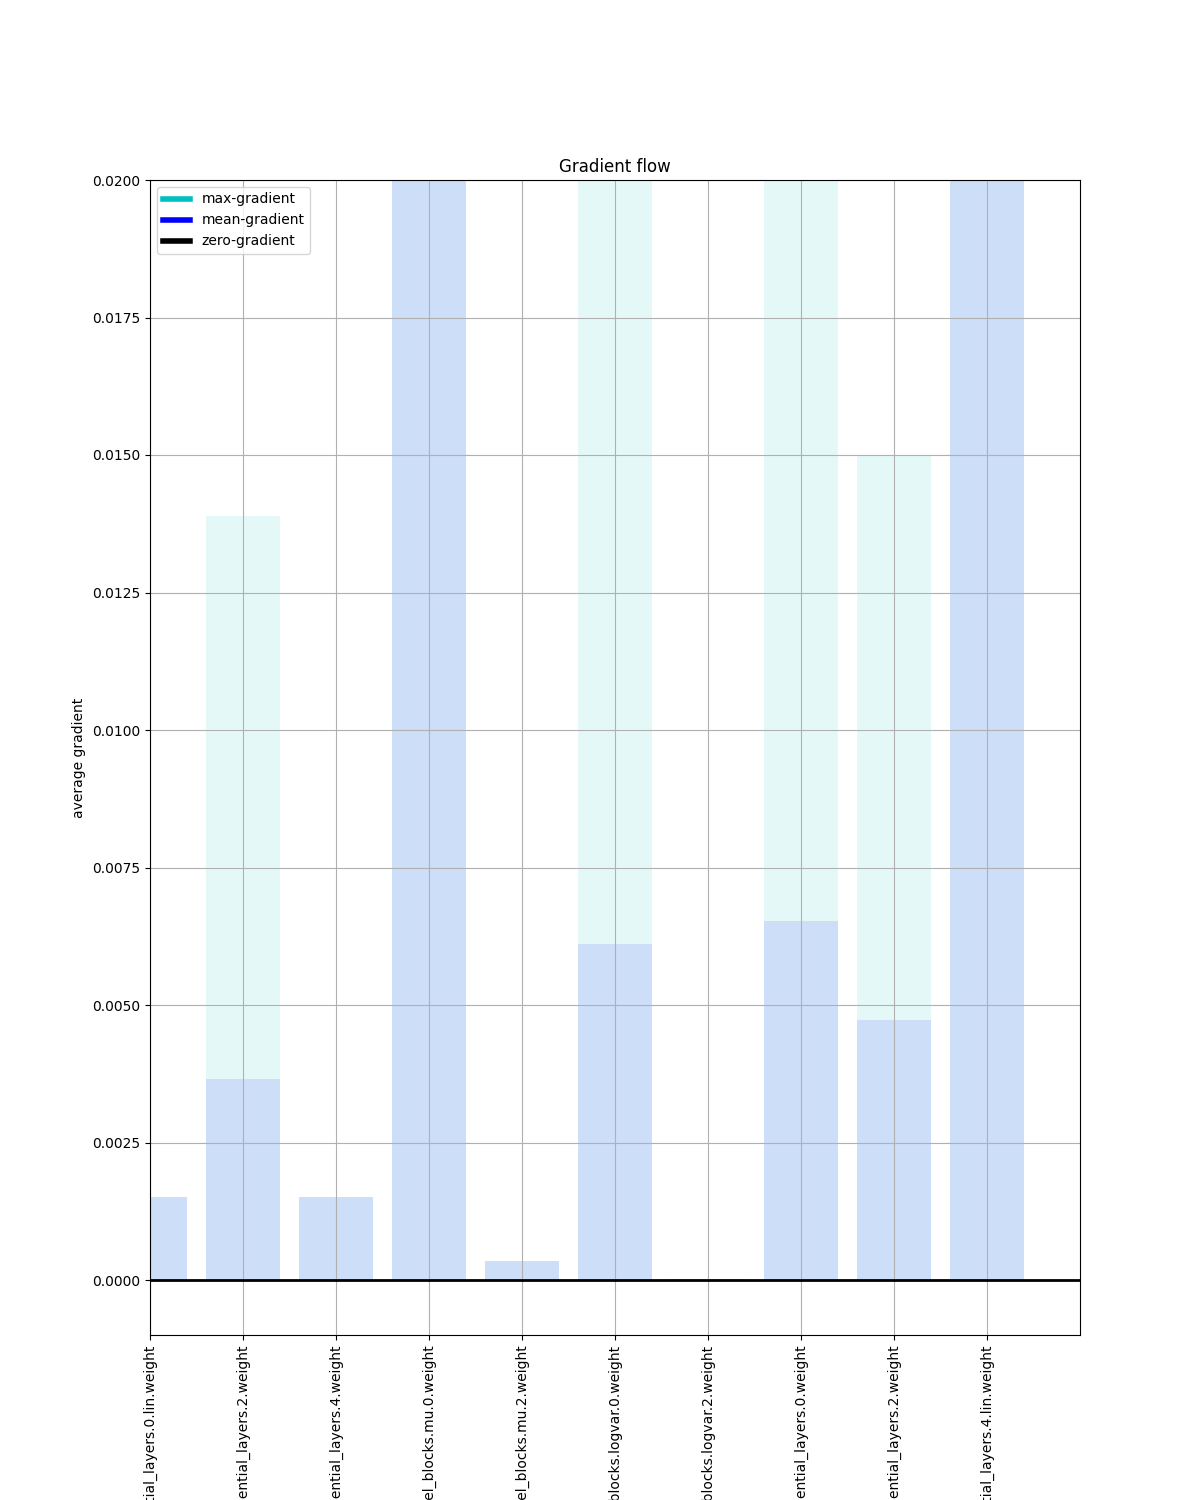 Gradient flow
max-gradient
mean-gradient
zero-gradient
0.0200
0.0175
0.0150
0.0125
0.0100
0.0075
0.0050
0.0025
0.0000
average gradient
tial_layers.0.lin.weight
ential_layers.2.weight
ential_layers.4.weight
el_blocks.mu.0.weight
el_blocks.mu.2.weight
blocks.logvar.0.weight
blocks.logvar.2.weight
ential_layers.0.weight
ential_layers.2.weight
tial_layers.4.lin.weight